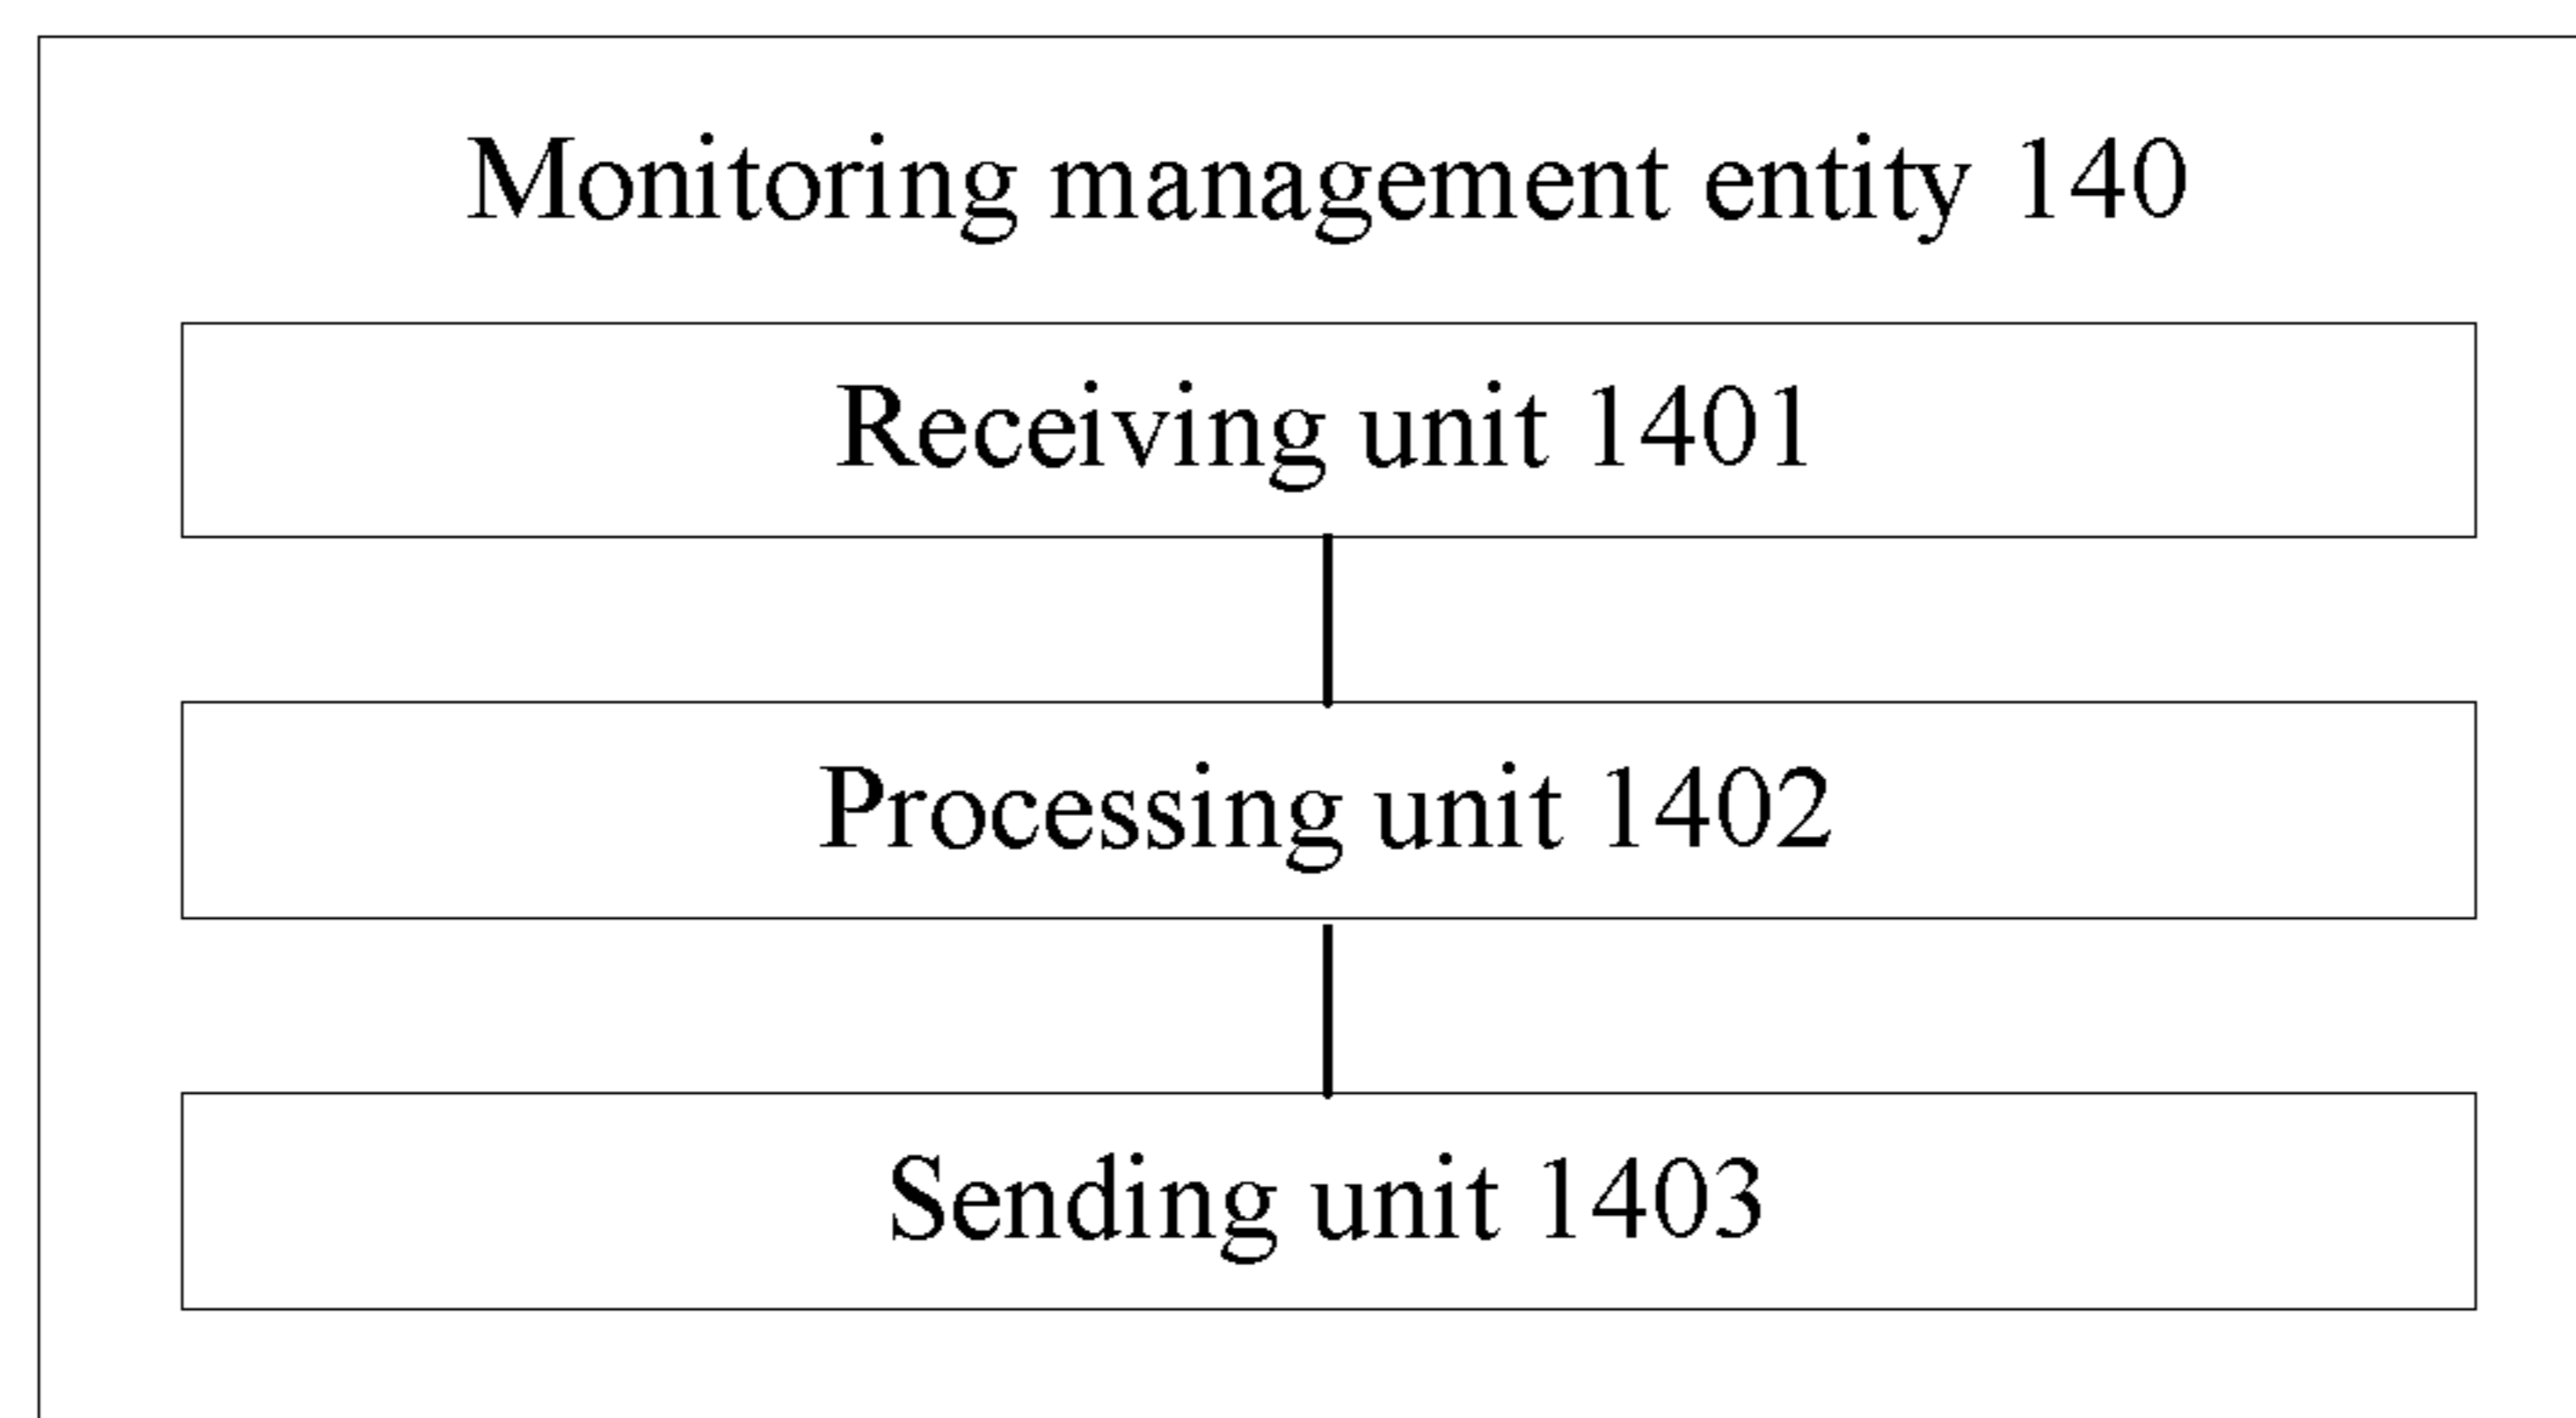 Monitoring management entity 140
Receiving unit 1401
Processing unit 1402
Sending unit 1403